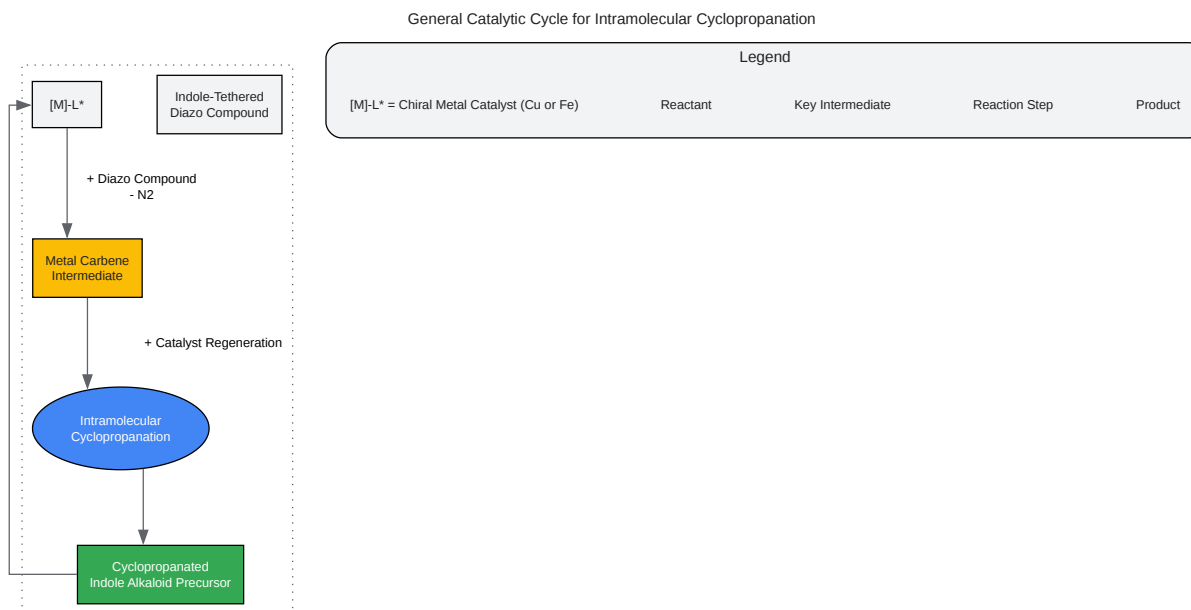 General Catalytic Cycle for Intramolecular Cyclopropanation
Legend
[M]-L* = Chiral Metal Catalyst (Cu or Fe)
Reactant
Key Intermediate
Reaction Step
Product
[M]-L*
Indole-Tethered
Diazo Compound
+ Diazo Compound
- N2
Metal Carbene
Intermediate
+ Catalyst Regeneration
Intramolecular
Cyclopropanation
Cyclopropanated
Indole Alkaloid Precursor